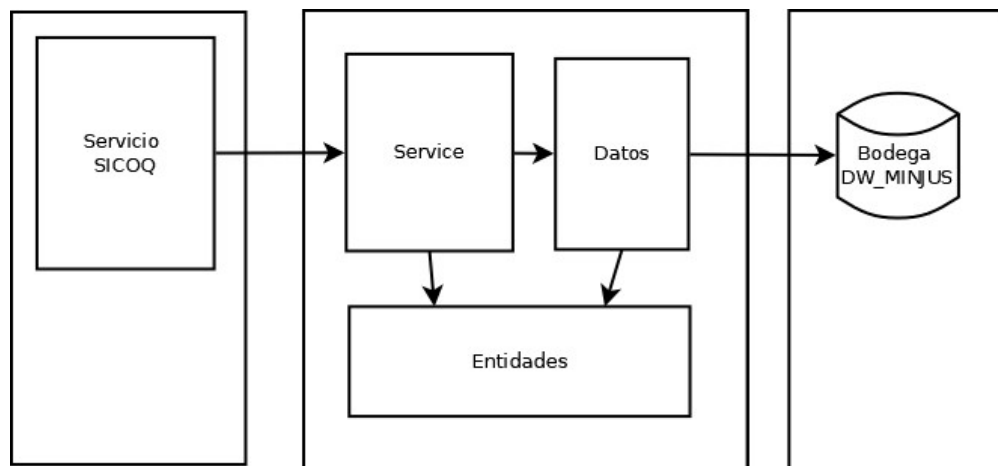 Servicio
SICOQ
Service
Datos
Bodega
DW_MINJUS
Entidades